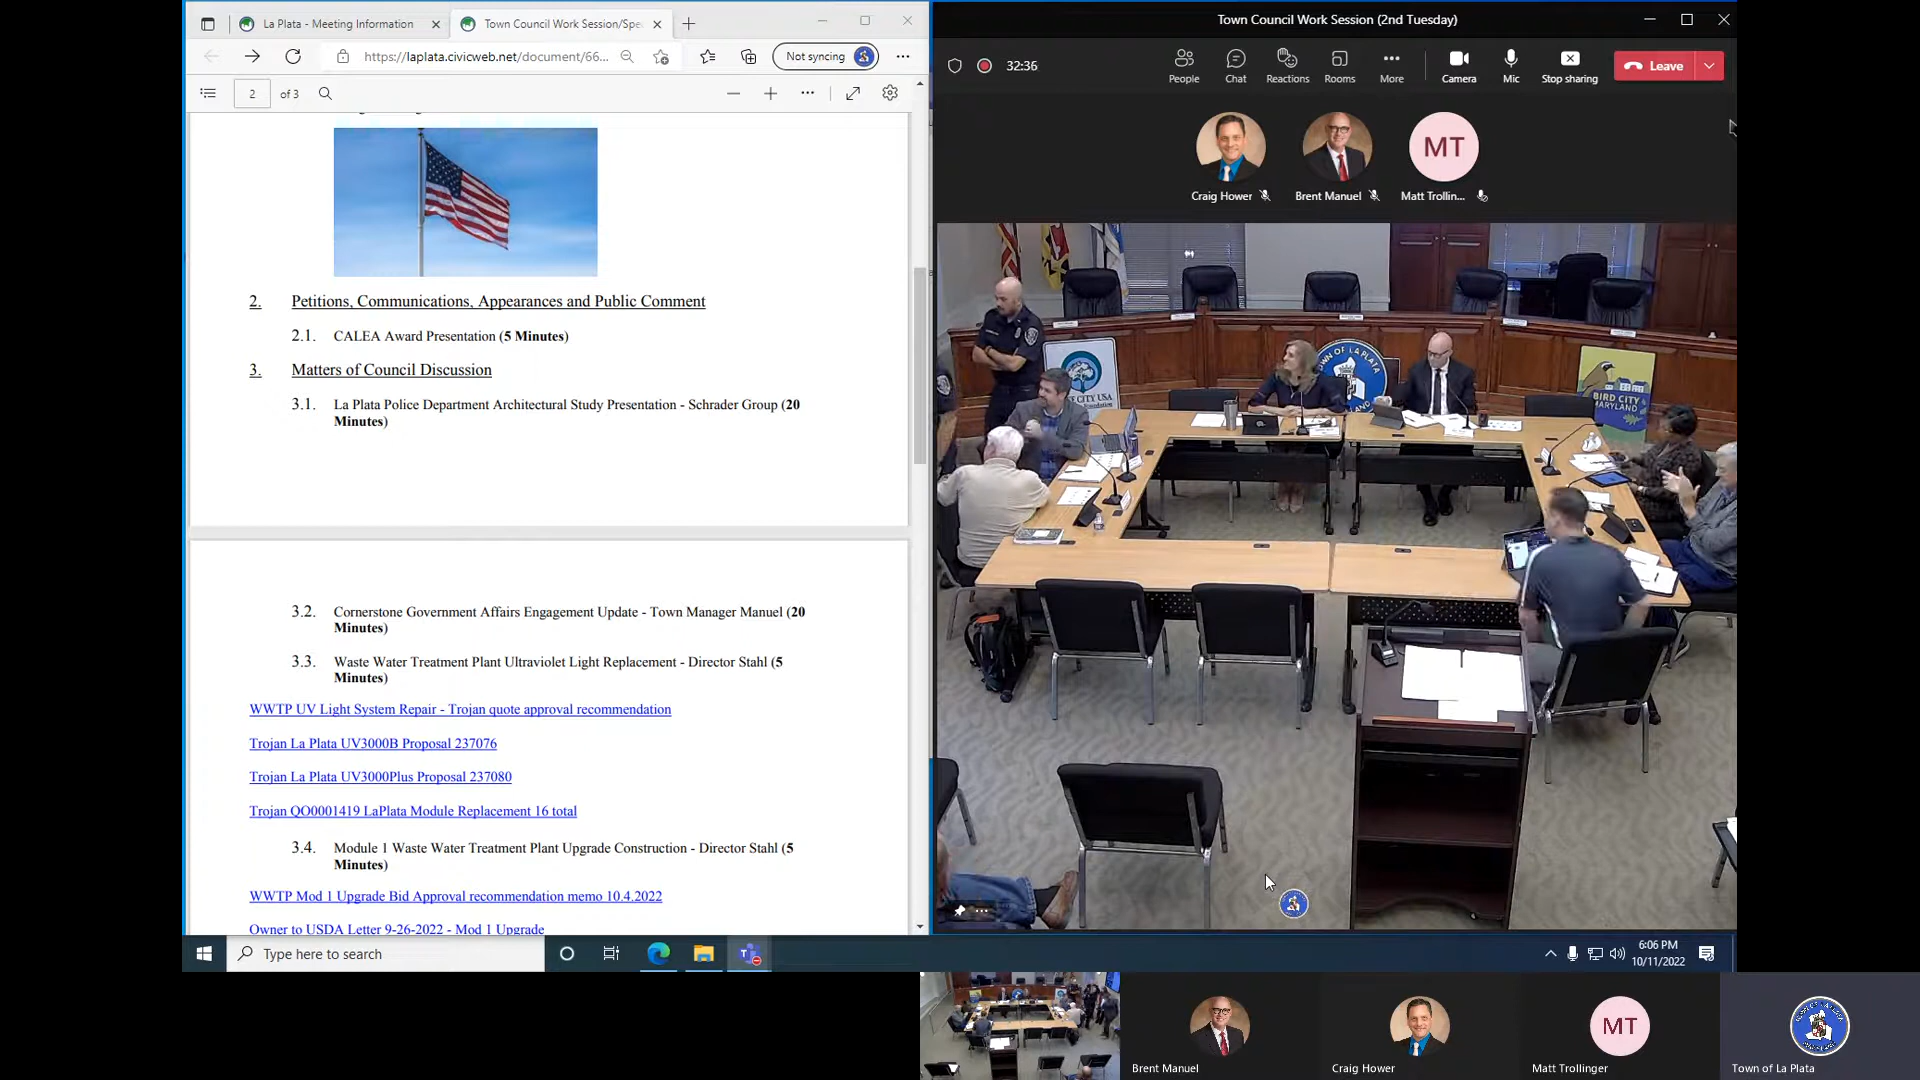 La Plata - Meeting Information
Town Council Work Session/Spe
https://laplata.civicweb.net/document/66...
Not syncing
2
of 3
2. Petitions, Communications, Appearances and Public Comment
2.1. CALEA Award Presentation (5 Minutes)
3. Matters of Council Discussion
3.1. La Plata Police Department Architectural Study Presentation - Schrader Group (20
Minutes)
3.2. Cornerstone Government Affairs Engagement Update - Town Manager Manuel (20
Minutes)
3.3. Waste Water Treatment Plant Ultraviolet Light Replacement - Director Stahl (5
Minutes)
WWTP UV Light System Repair - Trojan quote approval recommendation
Trojan La Plata UV3000B Proposal 237076
Trojan La Plata UV3000Plus Proposal 237080
Trojan QO0001419 LaPlata Module Replacement 16 total
3.4. Module 1 Waste Water Treatment Plant Upgrade Construction - Director Stahl (5
Minutes)
WWTP Mod 1 Upgrade Bid Approval recommendation memo 10.4.2022
Owner to USDA Letter 9-26-2022 - Mod 1 Upgrade
Type here to search
Town Council Work Session (2nd Tuesday)
32:36
People
Chat
Reactions
Rooms
More
Camera
Mic
Stop sharing
Leave
MT
Craig Hower
Brent Manuel
Matt Trollin...
TOWN OF LA PLATA
CITY USA
BIRD CITY
MARYLAND
6:06 PM
10/11/2022
MT
Brent Manuel
Craig Hower
Matt Trollinger
Town of La Plata